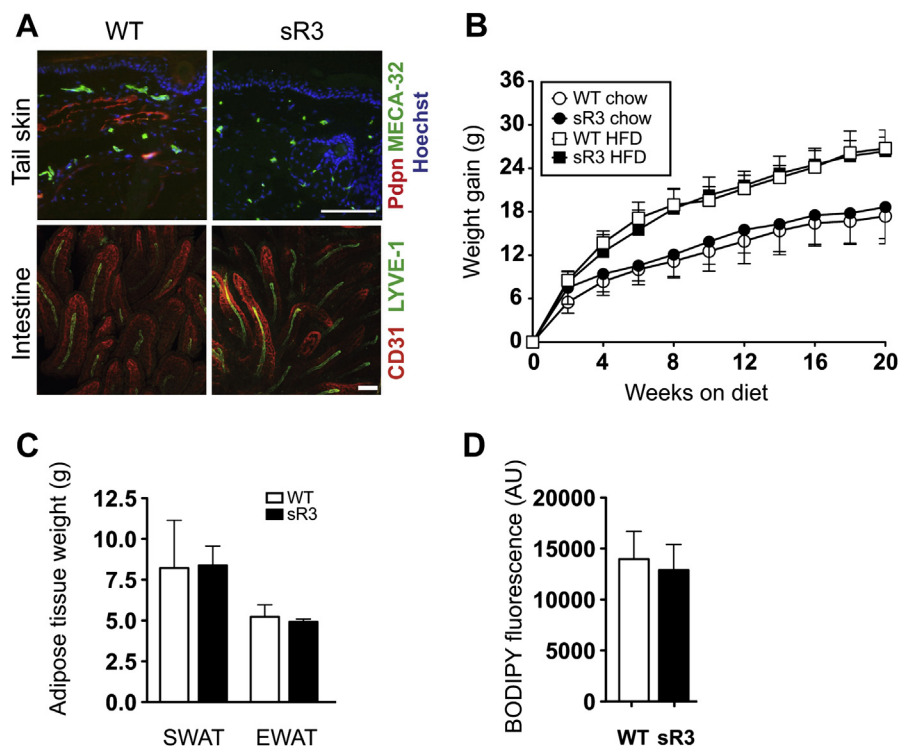 A
WT
sR3
Tail skin
Pdpn MECA-32
Hoechst
Intestine
CD31 LYVE-1
B
Weight gain (g)
36
30
24
18
12
6
0
WT chow
sR3 chow
WT HFD
sR3 HFD
0 4 8 12 16 20
Weeks on diet
C
Adipose tissue weight (g)
12.5
10.0
7.5
5.0
2.5
0.0
WT
sR3
SWAT EWAT
D
BODIPY fluorescence (AU)
20000
15000
10000
5000
0
WT sR3